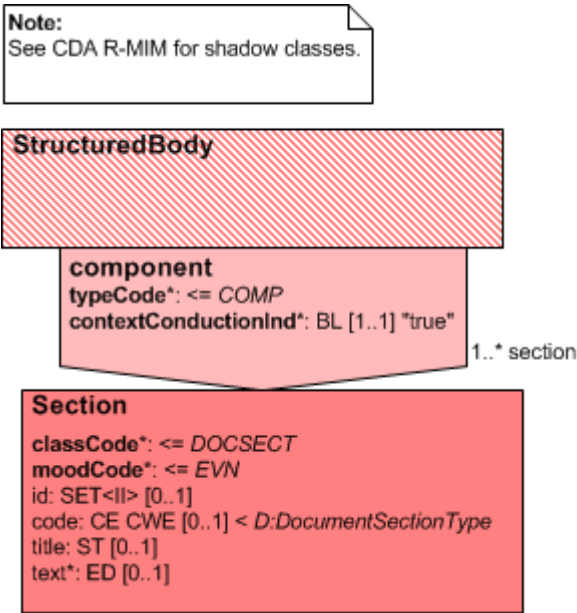 Note:
See CDA R-MIM for shadow classes.
StructuredBody
component
typeCode*: <= COMP
contextConductionInd*: BL [1..1] "true"
1..* section
Section
classCode*: <= DOCSECT
moodCode*: <= EVN
id: SET<II> [0..1]
code: CE CWE [0..1] < D:DocumentSectionType
title: ST [0..1]
text*: ED [0..1]